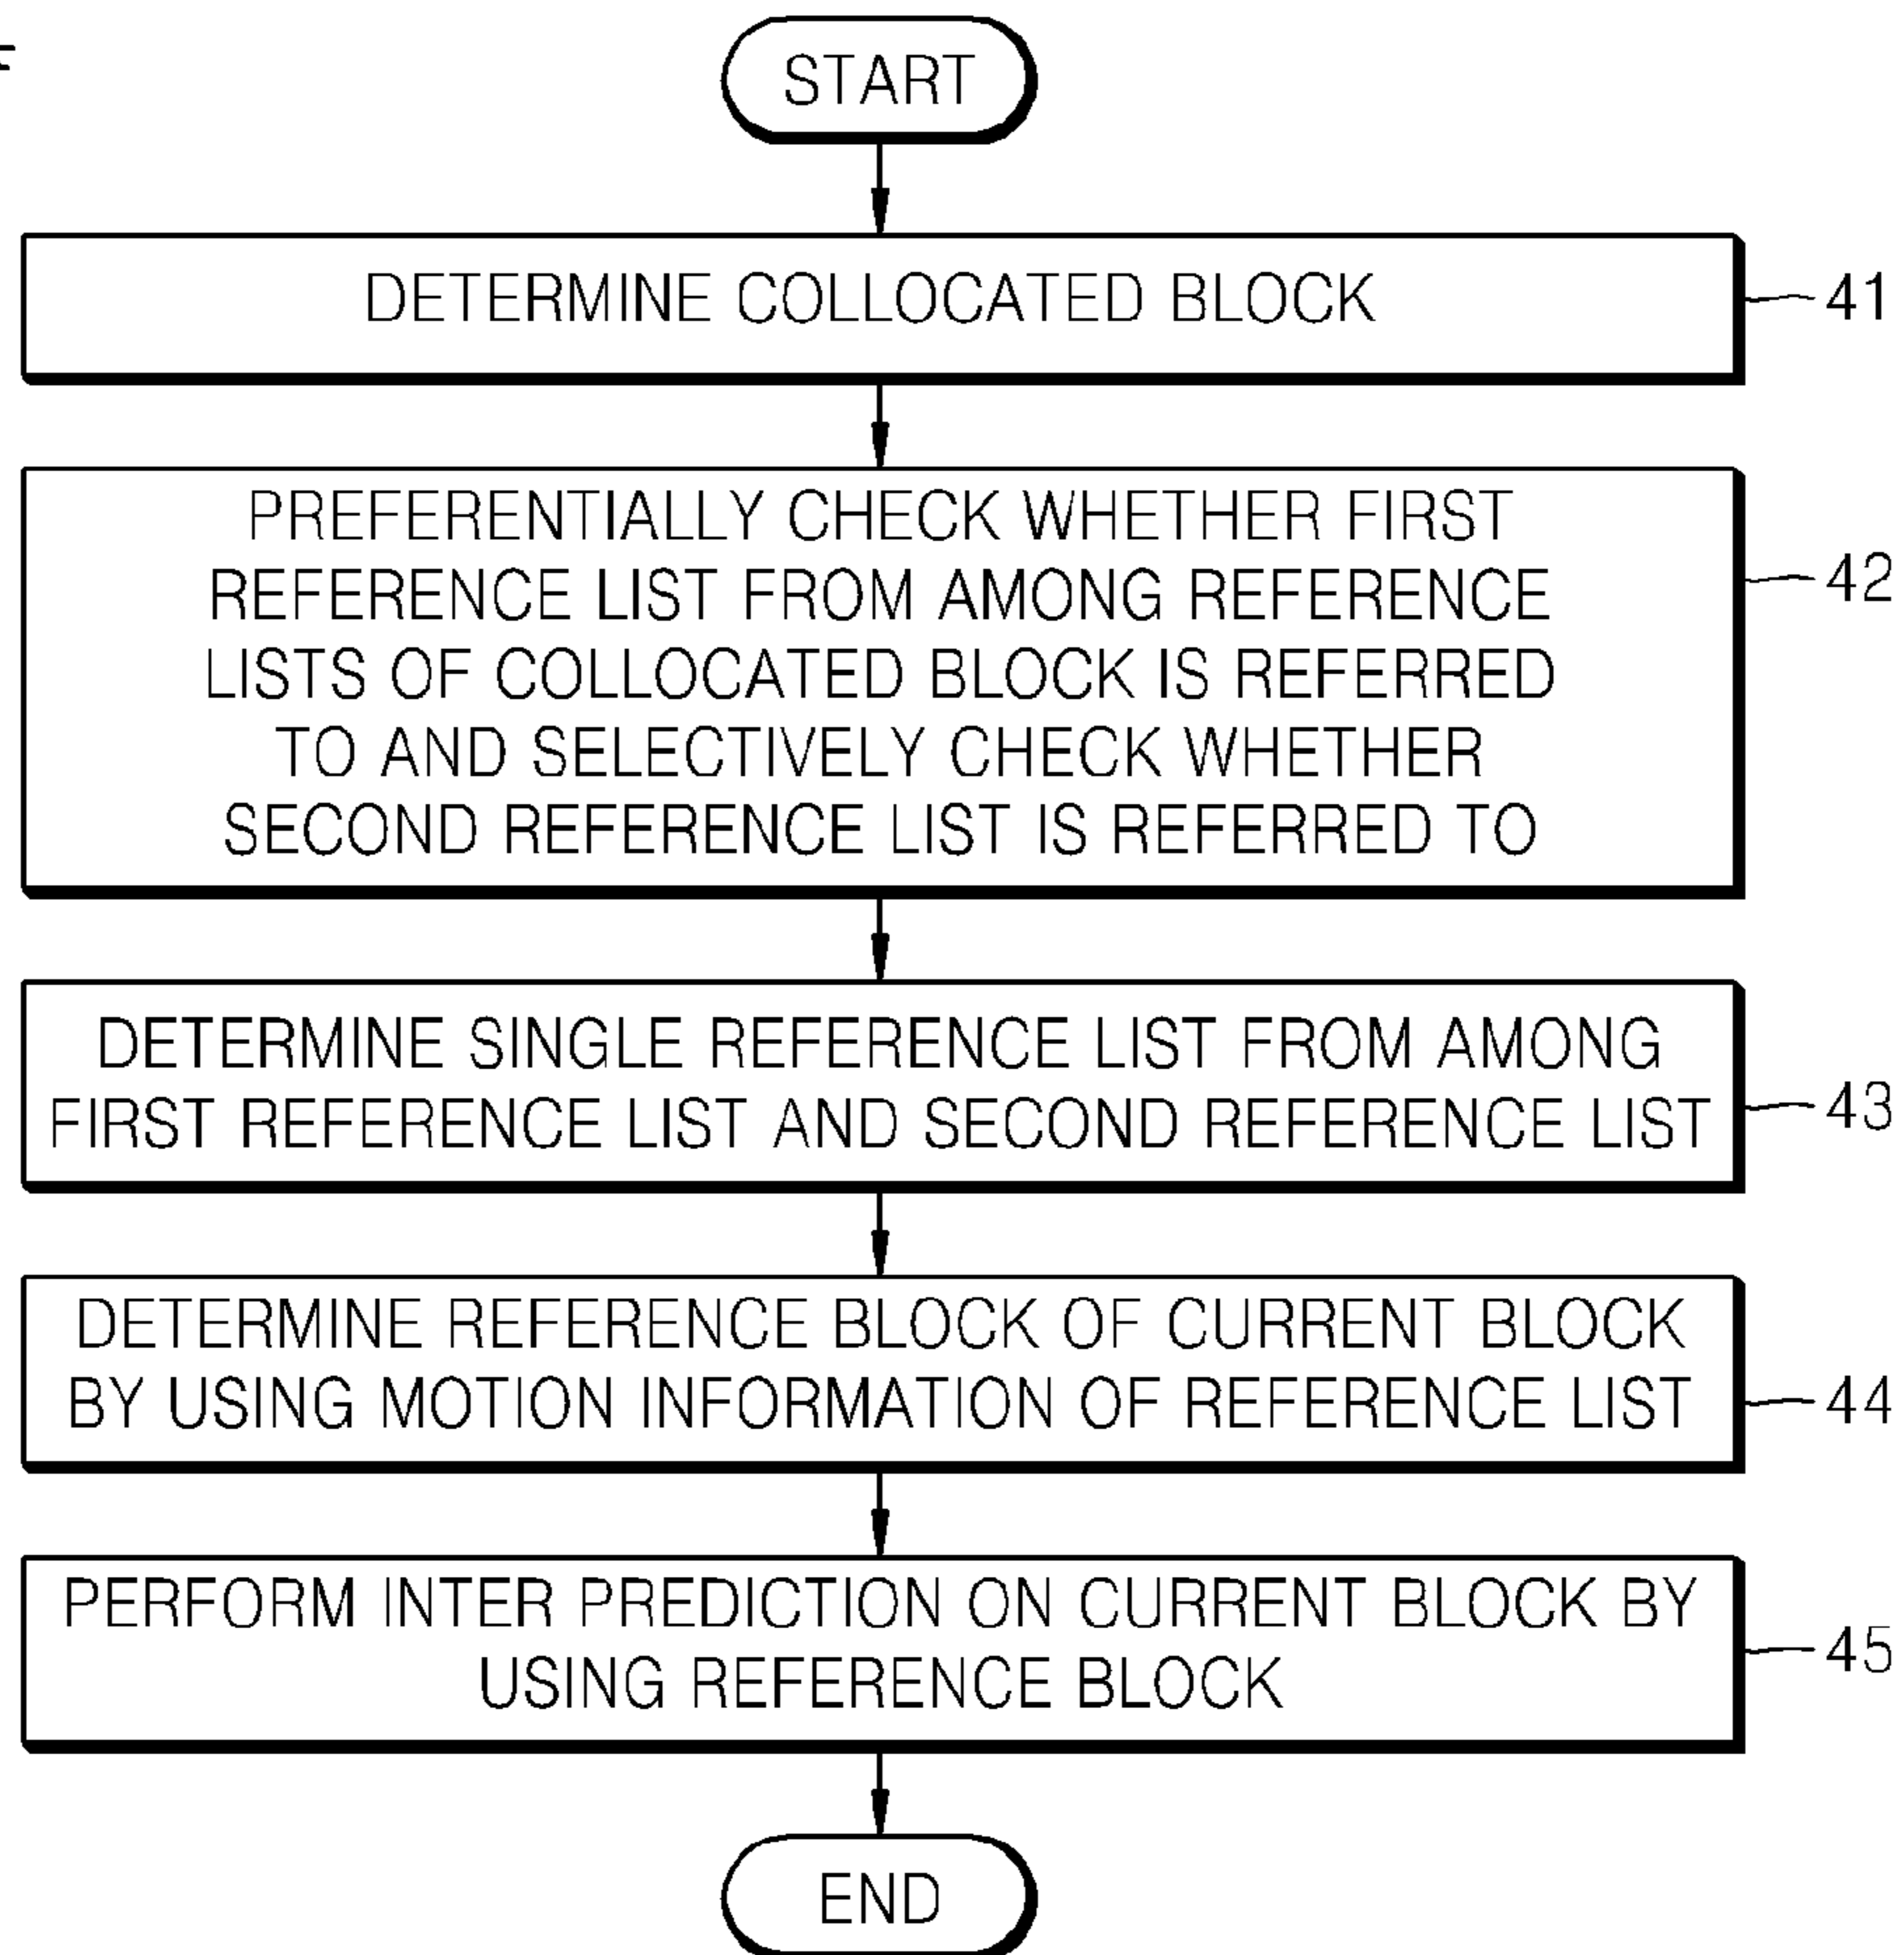 START
DETERMINE COLLOCATED BLOCK
41
PREFERENTIALLY CHECK WHETHER FIRST
REFERENCE LIST FROM AMONG REFERENCE
LISTS OF COLLOCATED BLOCK IS REFERRED
TO AND SELECTIVELY CHECK WHETHER
SECOND REFERENCE LIST IS REFERRED TO
42
DETERMINE SINGLE REFERENCE LIST FROM AMONG
FIRST REFERENCE LIST AND SECOND REFERENCE LIST
43
DETERMINE REFERENCE BLOCK OF CURRENT BLOCK
BY USING MOTION INFORMATION OF REFERENCE LIST
44
PERFORM INTER PREDICTION ON CURRENT BLOCK BY
USING REFERENCE BLOCK
45
END